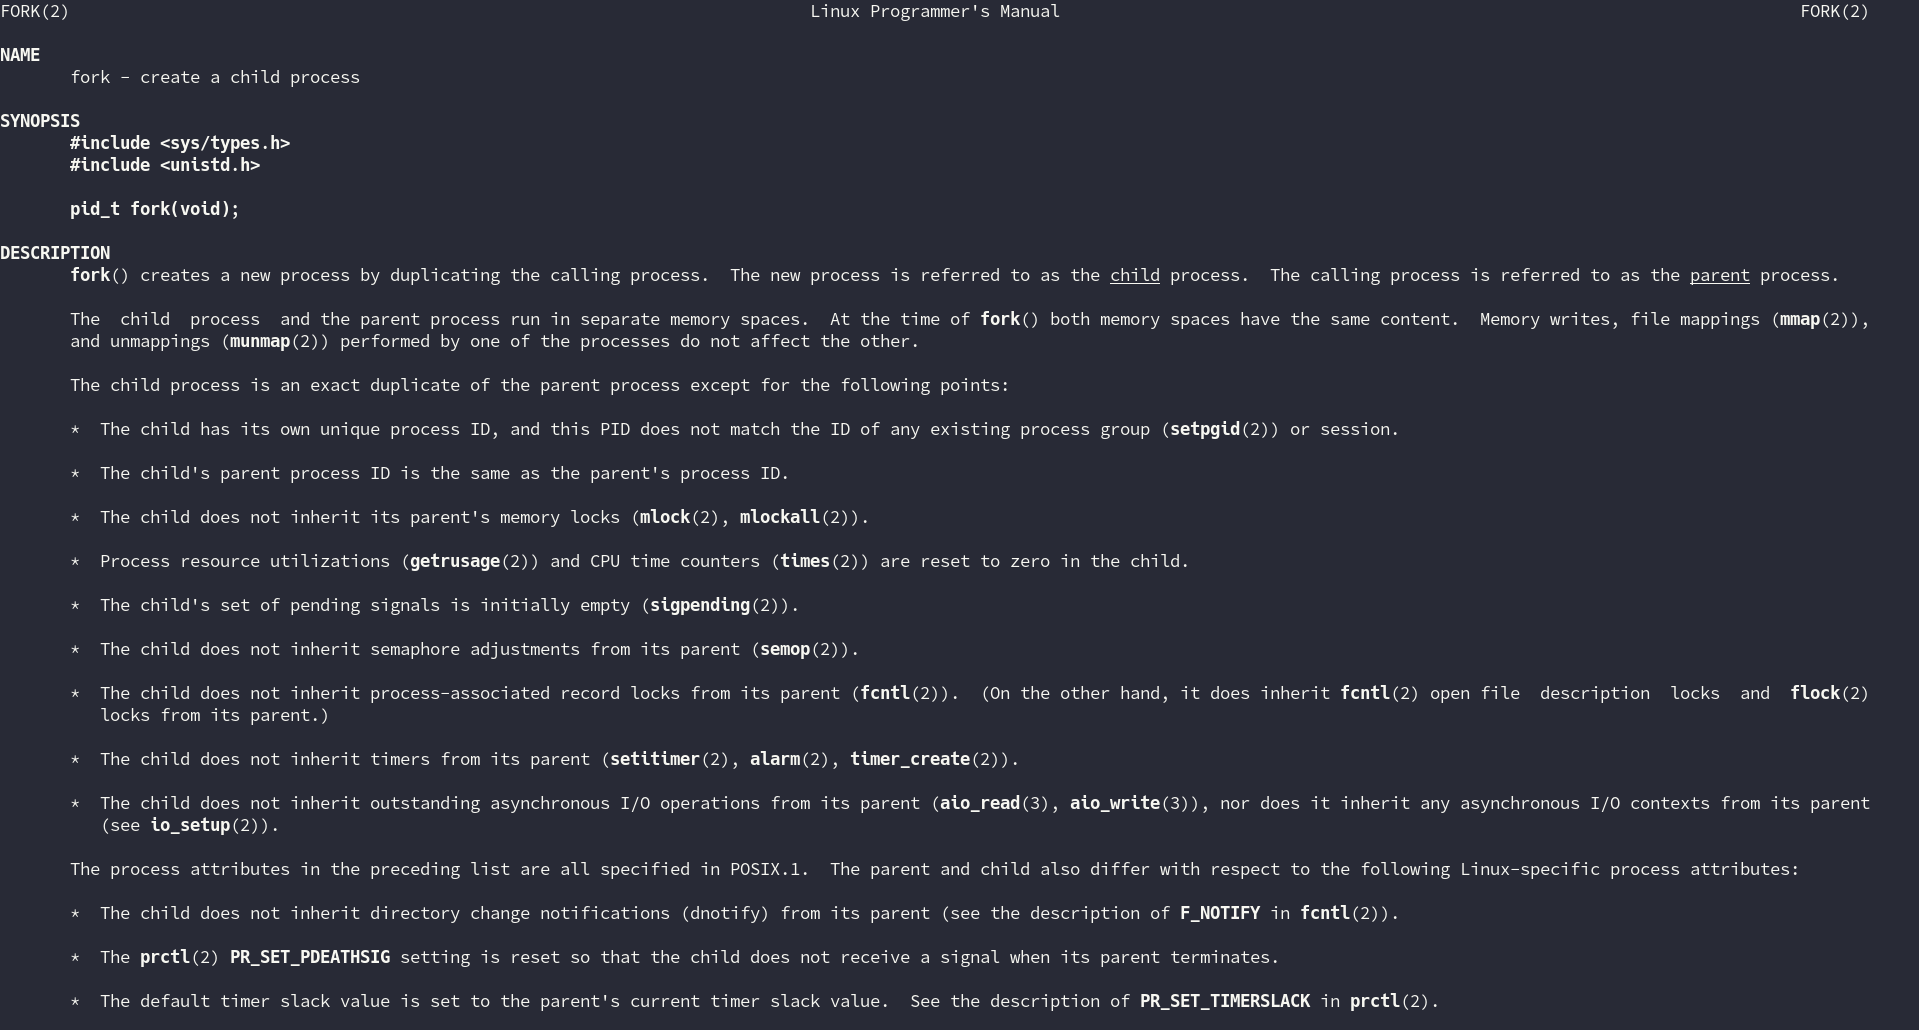 FORK(2) Linux Programmer's Manual FORK(2)
NAME
fork - create a child process
SYNOPSIS
#include <sys/types.h>
#include <unistd.h>
pid_t fork(void);
DESCRIPTION
fork() creates a new process by duplicating the calling process.  The new process is referred to as the child process.  The calling process is referred to as the parent process.
The  child  process  and the parent process run in separate memory spaces.  At the time of fork() both memory spaces have the same content.  Memory writes, file mappings (mmap(2)),
and unmappings (munmap(2)) performed by one of the processes do not affect the other.
The child process is an exact duplicate of the parent process except for the following points:
*  The child has its own unique process ID, and this PID does not match the ID of any existing process group (setpgid(2)) or session.
*  The child's parent process ID is the same as the parent's process ID.
*  The child does not inherit its parent's memory locks (mlock(2), mlockall(2)).
*  Process resource utilizations (getrusage(2)) and CPU time counters (times(2)) are reset to zero in the child.
*  The child's set of pending signals is initially empty (sigpending(2)).
*  The child does not inherit semaphore adjustments from its parent (semop(2)).
*  The child does not inherit process-associated record locks from its parent (fcntl(2)).  (On the other hand, it does inherit fcntl(2) open file  description  locks  and  flock(2)
locks from its parent.)
*  The child does not inherit timers from its parent (setitimer(2), alarm(2), timer_create(2)).
*  The child does not inherit outstanding asynchronous I/O operations from its parent (aio_read(3), aio_write(3)), nor does it inherit any asynchronous I/O contexts from its parent
(see io_setup(2)).
The process attributes in the preceding list are all specified in POSIX.1.  The parent and child also differ with respect to the following Linux-specific process attributes:
*  The child does not inherit directory change notifications (dnotify) from its parent (see the description of F_NOTIFY in fcntl(2)).
*  The prctl(2) PR_SET_PDEATHSIG setting is reset so that the child does not receive a signal when its parent terminates.
*  The default timer slack value is set to the parent's current timer slack value.  See the description of PR_SET_TIMERSLACK in prctl(2).